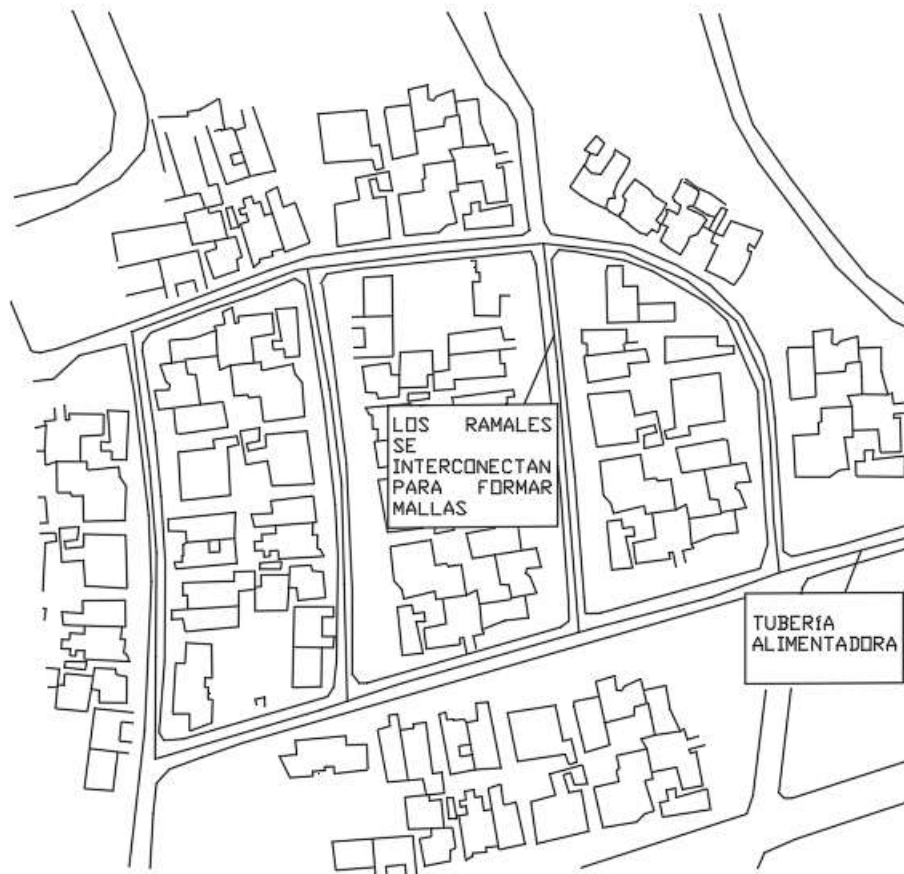 LOS RAMALES
SE
INTERCONECTAN
PARA FORMAR
MALLAS
TUBERíA
ALIMENTADORA